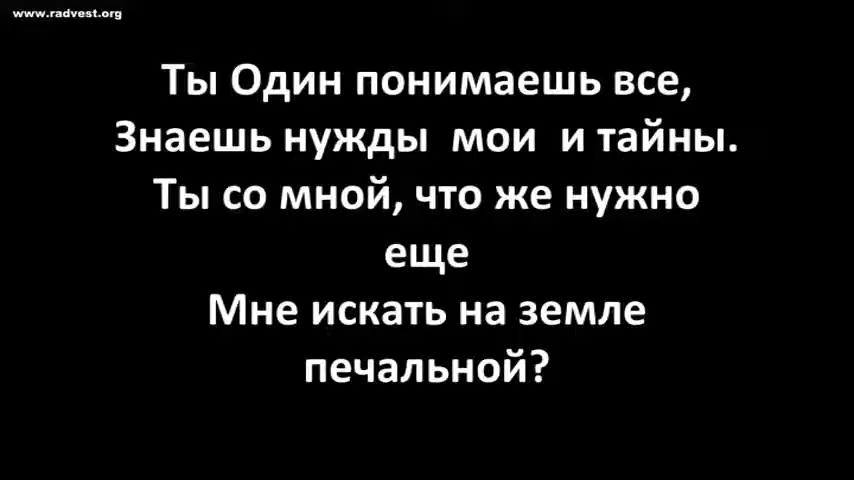 www.radvest.org
Ты Один понимаешь все,
Знаешь нужды  мои  и тайны.
Ты со мной, что же нужно
еще
Мне искать на земле
печальной?